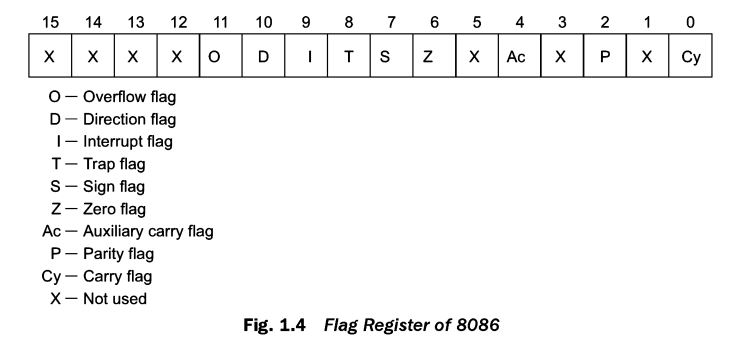 15 14 13 12 11 10 9 8 7 6 5 4 3 2 1 0
X X X X O D I T S Z X Ac X P X Cy
O — Overflow flag
D — Direction flag
I — Interrupt flag
T — Trap flag
S — Sign flag
Z — Zero flag
Ac — Auxiliary carry flag
P — Parity flag
Cy — Carry flag
X — Not used
Fig. 1.4 Flag Register of 8086